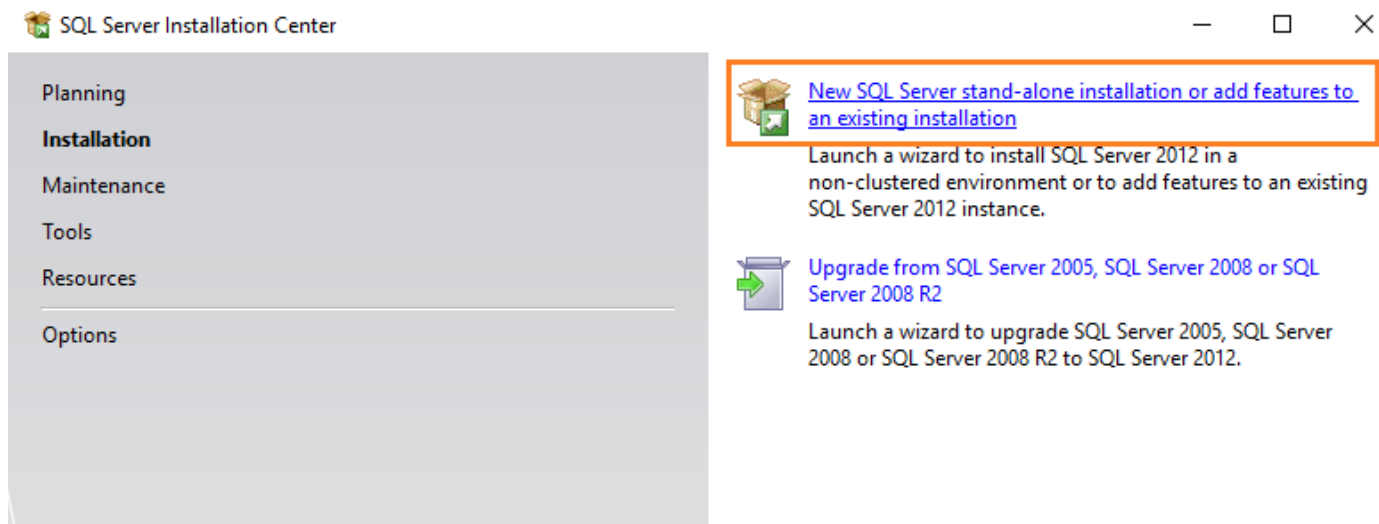 SQL Server Installation Center
Planning
Installation
Maintenance
Tools
Resources
Options
New SQL Server stand-alone installation or add features to
an existing installation
Launch a wizard to install SQL Server 2012 in a
non-clustered environment or to add features to an existing
SQL Server 2012 instance.
Upgrade from SQL Server 2005, SQL Server 2008 or SQL
Server 2008 R2
Launch a wizard to upgrade SQL Server 2005, SQL Server
2008 or SQL Server 2008 R2 to SQL Server 2012.